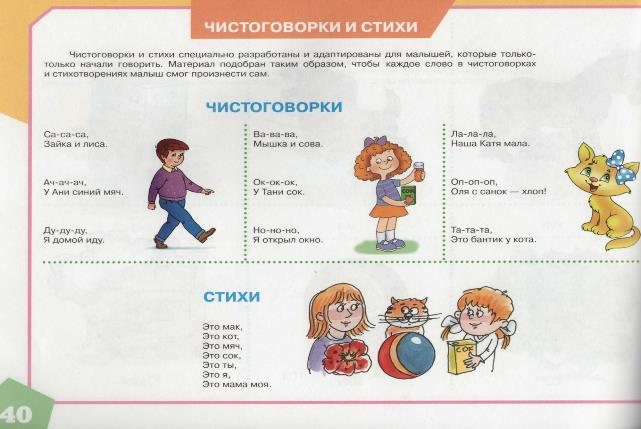 ЧИСТОГОВОРКИ И СТИХИ
Чистоговорки и стихи специально разработаны и адаптированы для малышей, которые только-
только начали говорить. Материал подобран таким образом, чтобы каждое слово в чистоговорках
и стихотворениях малыш смог произнести сам.
ЧИСТОГОВОРКИ
Са-са-са,
Зайка и лиса.
Ач-ач-ач,
У Ани синий мяч.
Ду-ду-ду.
Я домой иду.
Ва-ва-ва,
Мышка и сова.
Ок-ок-ок,
У Тани сок.
Но-но-но,
Я открыл окно.
СОК
Ла-ла-ла,
Наша Катя мала.
Оп-оп-оп,
Оля с санок — хлоп!
Та-та-та,
Это бантик у кота.
СТИХИ
Это мак,
Это кот,
Это мяч,
Это сок,
Это ты,
Это я,
Это мама моя.
СОК
40